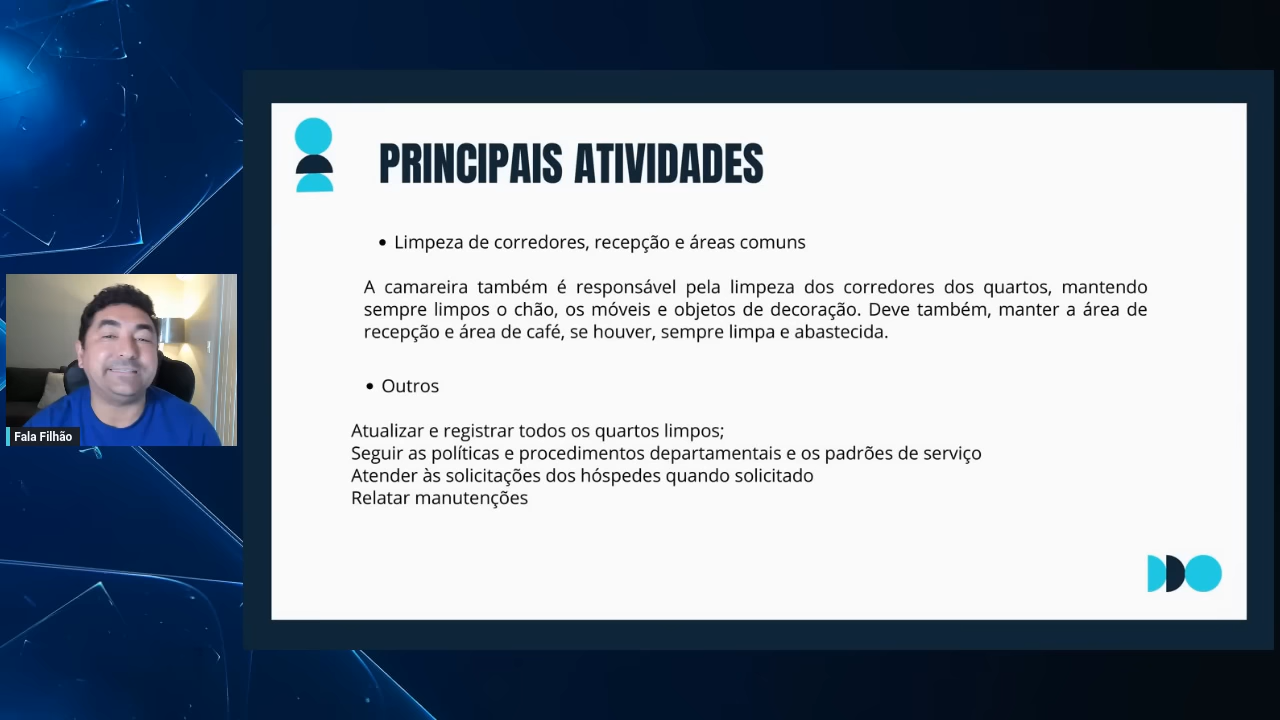 PRINCIPAIS ATIVIDADES
• Limpeza de corredores, recepção e áreas comuns
A camareira também é responsável pela limpeza dos corredores dos quartos, mantendo
sempre limpos o chão, os móveis e objetos de decoração. Deve também, manter a área de
recepção e área de café, se houver, sempre limpa e abastecida.
• Outros
Atualizar e registrar todos os quartos limpos;
Seguir as políticas e procedimentos departamentais e os padrões de serviço
Atender às solicitações dos hóspedes quando solicitado
Relatar manutenções
Fala Filhão